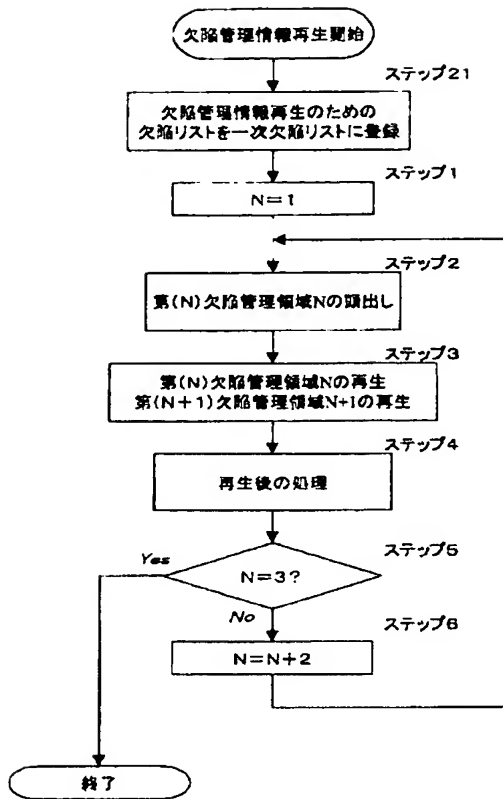 欠陥管理情報再生開始
ステップ21
欠陥管理情報再生のための
欠陥リストを一次欠陥リストに登録
ステップ1
N=1
ステップ2
第(N)欠陥管理領域Nの頭出し
ステップ3
第(N)欠陥管理領域Nの再生
第(N+1)欠陥管理領域N+1の再生
ステップ4
再生後の処理
ステップ5
Yes
N=3?
No
ステップ6
N=N+2
終了